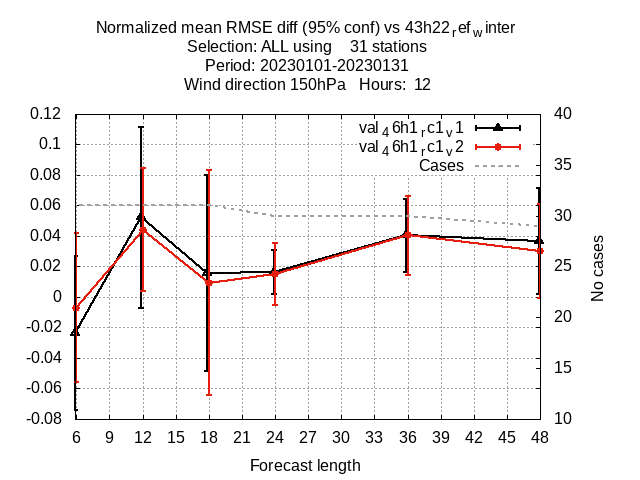 Normalized mean RMSE diff (95% conf) vs 43h22refwinter
Selection: ALL using 31 stations
Period: 20230101-20230131
Wind direction 150hPa Hours: 12
0.12
0.1
0.08
0.06
0.04
0.02
0
-0.02
-0.04
-0.06
-0.08
val46h1rc1v1
val46h1rc1v2
Cases
40
35
30
25
20
15
10
No cases
6 9 12 15 18 21 24 27 30 33 36 39 42 45 48
Forecast length